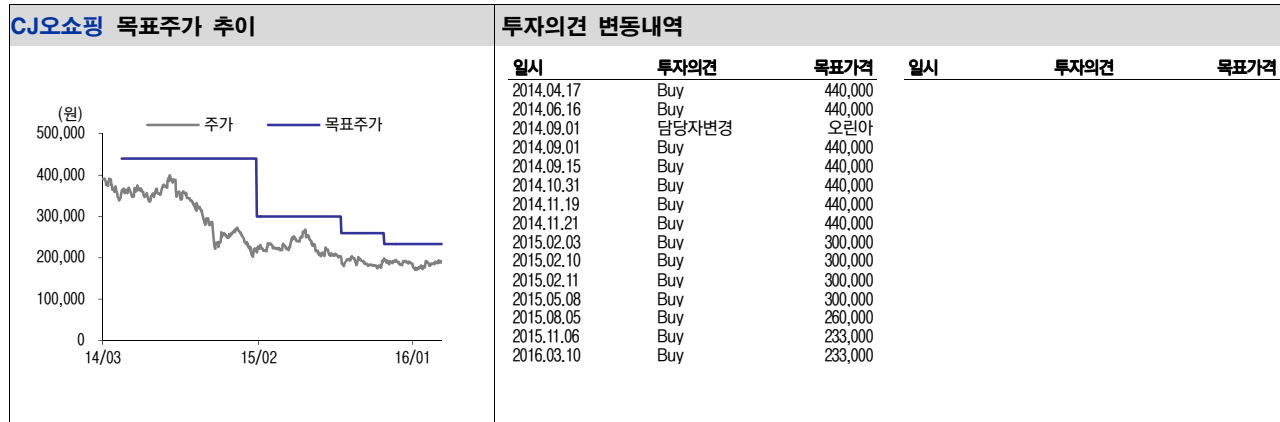 CJ오쇼핑 목표주가 추이
(원)
주가 목표주가
500,000
400,000
300,000
200,000
100,000
0
14/03 15/02 16/01
투자의견 변동내역
일시 투자의견 목표가격 일시 투자의견 목표가격
2014.04.17 Buy 440,000
2014.06.16 Buy 440,000
2014.09.01 담당자변경 오린아
2014.09.01 Buy 440,000
2014.09.15 Buy 440,000
2014.10.31 Buy 440,000
2014.11.19 Buy 440,000
2014.11.21 Buy 440,000
2015.02.03 Buy 300,000
2015.02.10 Buy 300,000
2015.02.11 Buy 300,000
2015.05.08 Buy 300,000
2015.08.05 Buy 260,000
2015.11.06 Buy 233,000
2016.03.10 Buy 233,000